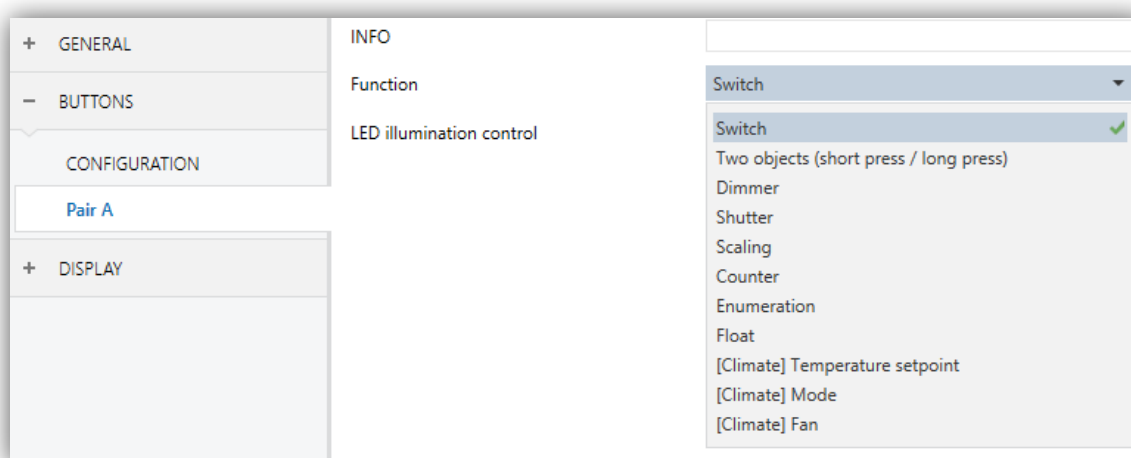 GENERAL
BUTTONS
CONFIGURATION
Pair A
DISPLAY
INFO
Function
Switch
LED illumination control
Switch
Two objects (short press / long press)
Dimmer
Shutter
Scaling
Counter
Enumeration
Float
[Climate] Temperature setpoint
[Climate] Mode
[Climate] Fan